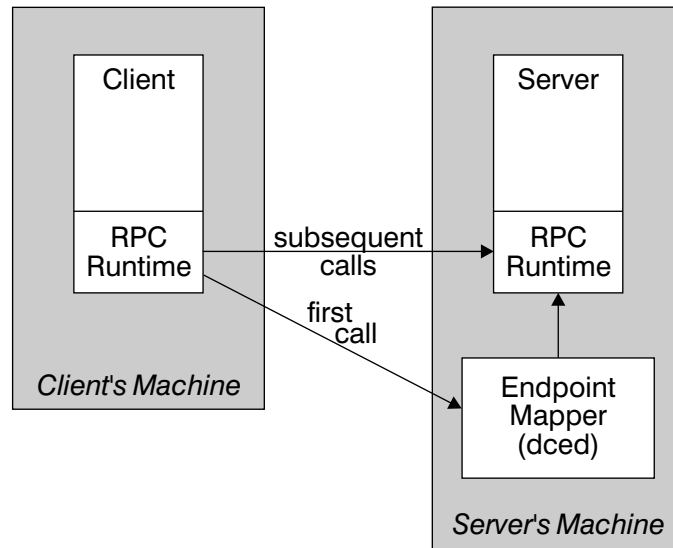 Client
RPC
Runtime
Client's Machine
subsequent
calls
first
call
Server
RPC
Runtime
Endpoint
Mapper
(dced)
Server's Machine